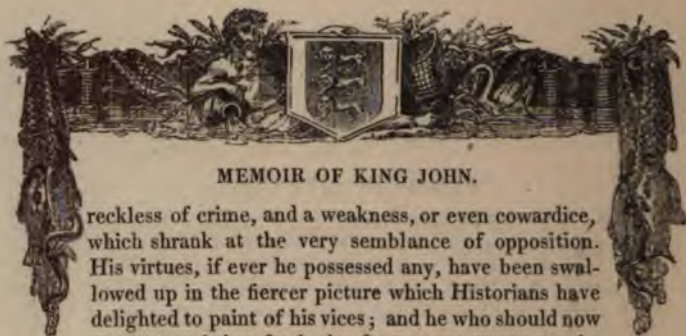 MEMOIR OF KING JOHN.
reckless of crime, and a weakness, or even cowardice,
which shrank at the very semblance of opposition.
His virtues, if ever he possessed any, have been swal-
lowed up in the fiercer picture which Historians have
delighted to paint of his vices; and he who should now